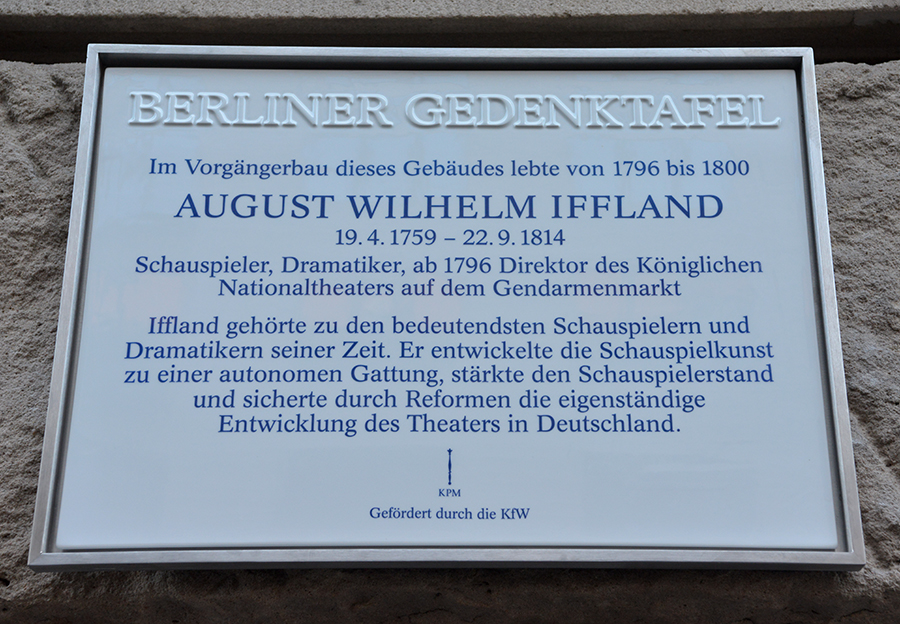 BERLINER GEDENKTAFEL
Im Vorgängerbau dieses Gebäudes lebte von 1796 bis 1800
AUGUST WILHELM IFFLAND
19. 4. 1759 – 22. 9. 1814
Schauspieler, Dramatiker, ab 1796 Direktor des Königlichen
Nationaltheaters auf dem Gendarmenmarkt
Iffland gehörte zu den bedeutendsten Schauspielern und
Dramatikern seiner Zeit. Er entwickelte die Schauspielkunst
zu einer autonomen Gattung, stärkte den Schauspielerstand
und sicherte durch Reformen die eigenständige
Entwicklung des Theaters in Deutschland.
KPM
Gefördert durch die KfW